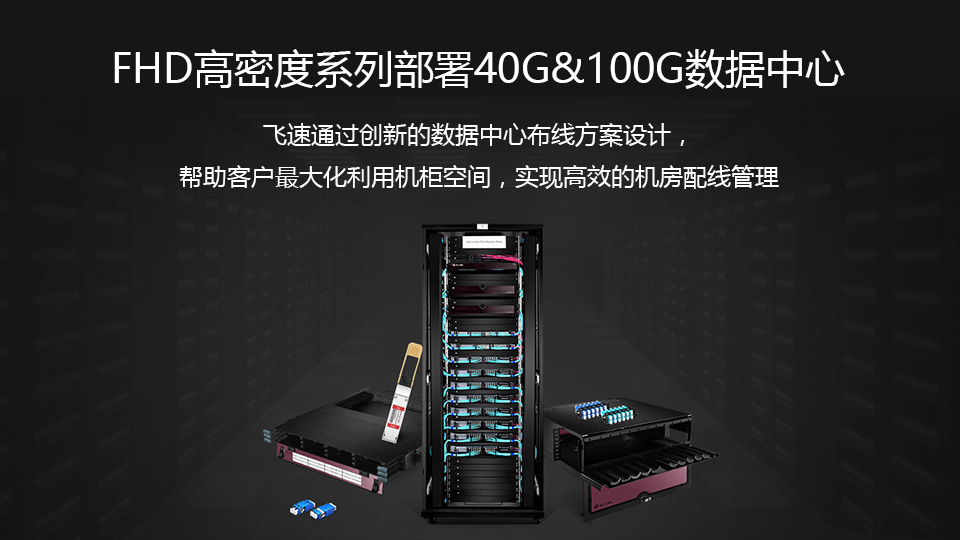 FHD高密度系列部署40G&100G数据中心
飞速通过创新的数据中心布线方案设计，
帮助客户最大化利用机柜空间，实现高效的机房配线管理